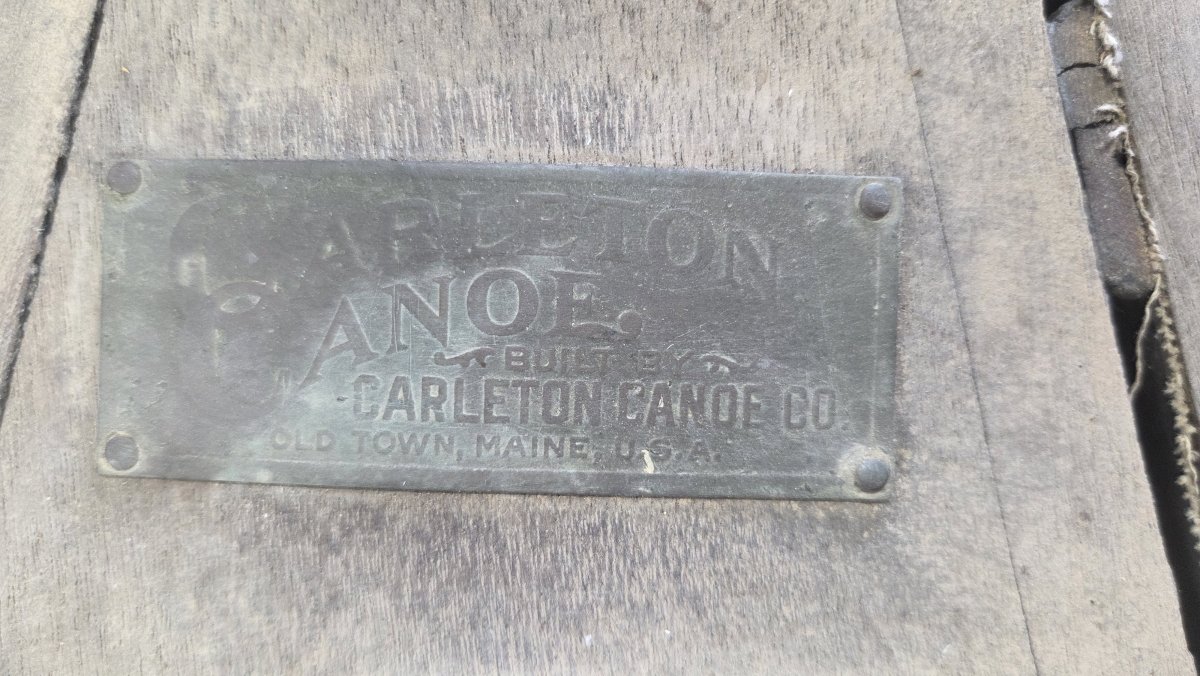 CARLETON
CANOE.
BUILT BY
CARLETON CANOE CO.
OLD TOWN, MAINE, U.S.A.